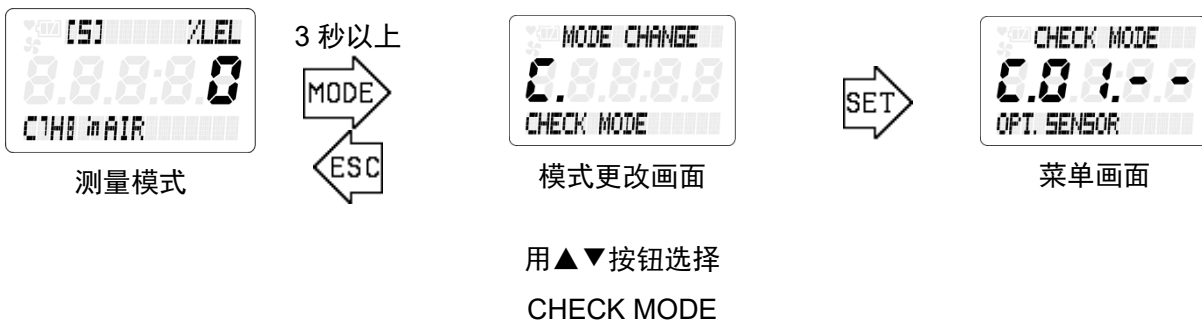 [S] %LEL
0
C7H8 in AIR
测量模式
3 秒以上
MODE
ESC
MODE CHANGE
C.
CHECK MODE
模式更改画面
用▲▼按钮选择
CHECK MODE
SET
CHECK MODE
C.01.--
OPT. SENSOR
菜单画面